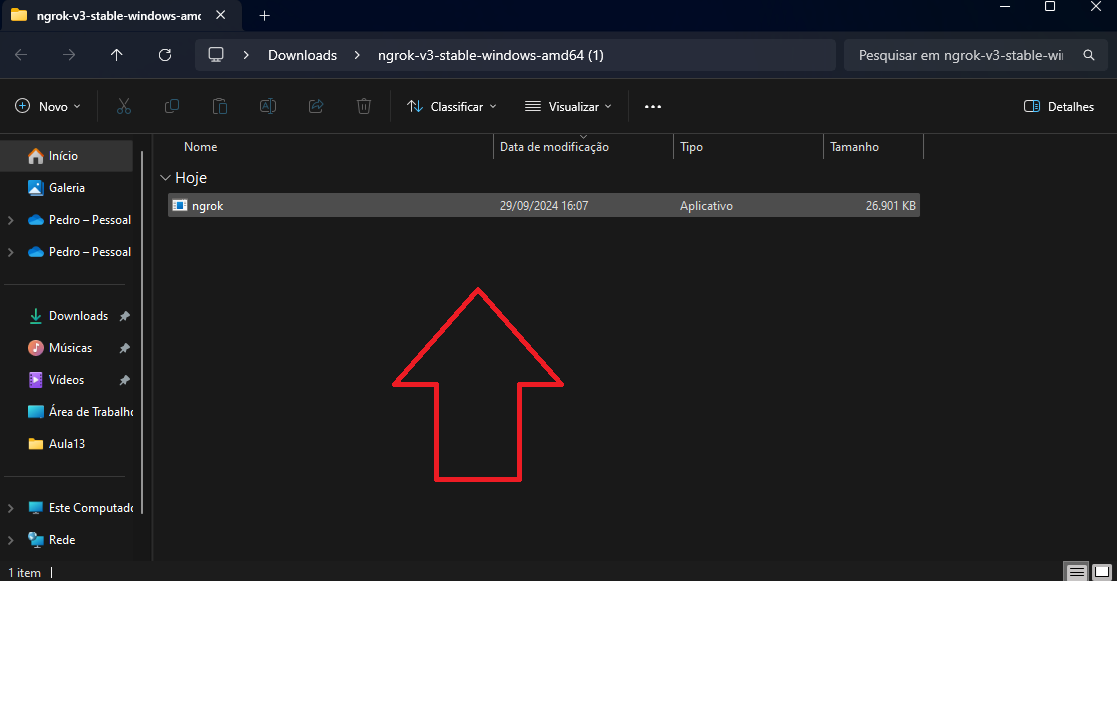 ngrok-v3-stable-windows-amd
Downloads > ngrok-v3-stable-windows-amd64 (1)
Pesquisar em ngrok-v3-stable-wi
Novo
Classificar
Visualizar
Detalhes
Início
Galeria
Pedro – Pessoal
Pedro – Pessoal
Downloads
Músicas
Vídeos
Área de Trabalho
Aula13
Este Computado
Rede
Nome Data de modificação Tipo Tamanho
Hoje
ngrok 29/09/2024 16:07 Aplicativo 26.901 KB
1 item